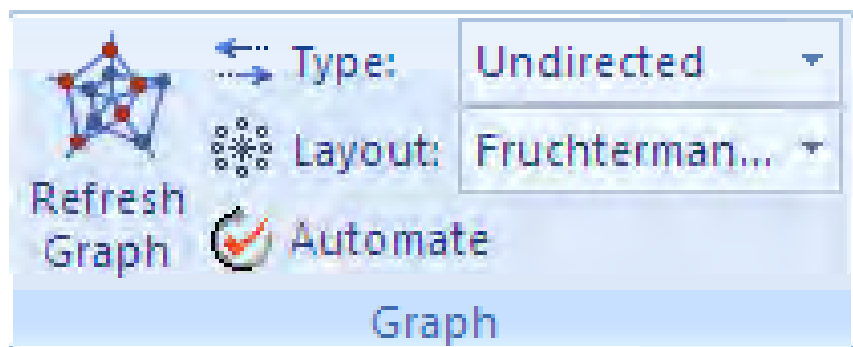 Refresh
Graph
Type: Undirected
Layout: Fruchterman...
Automate
Graph